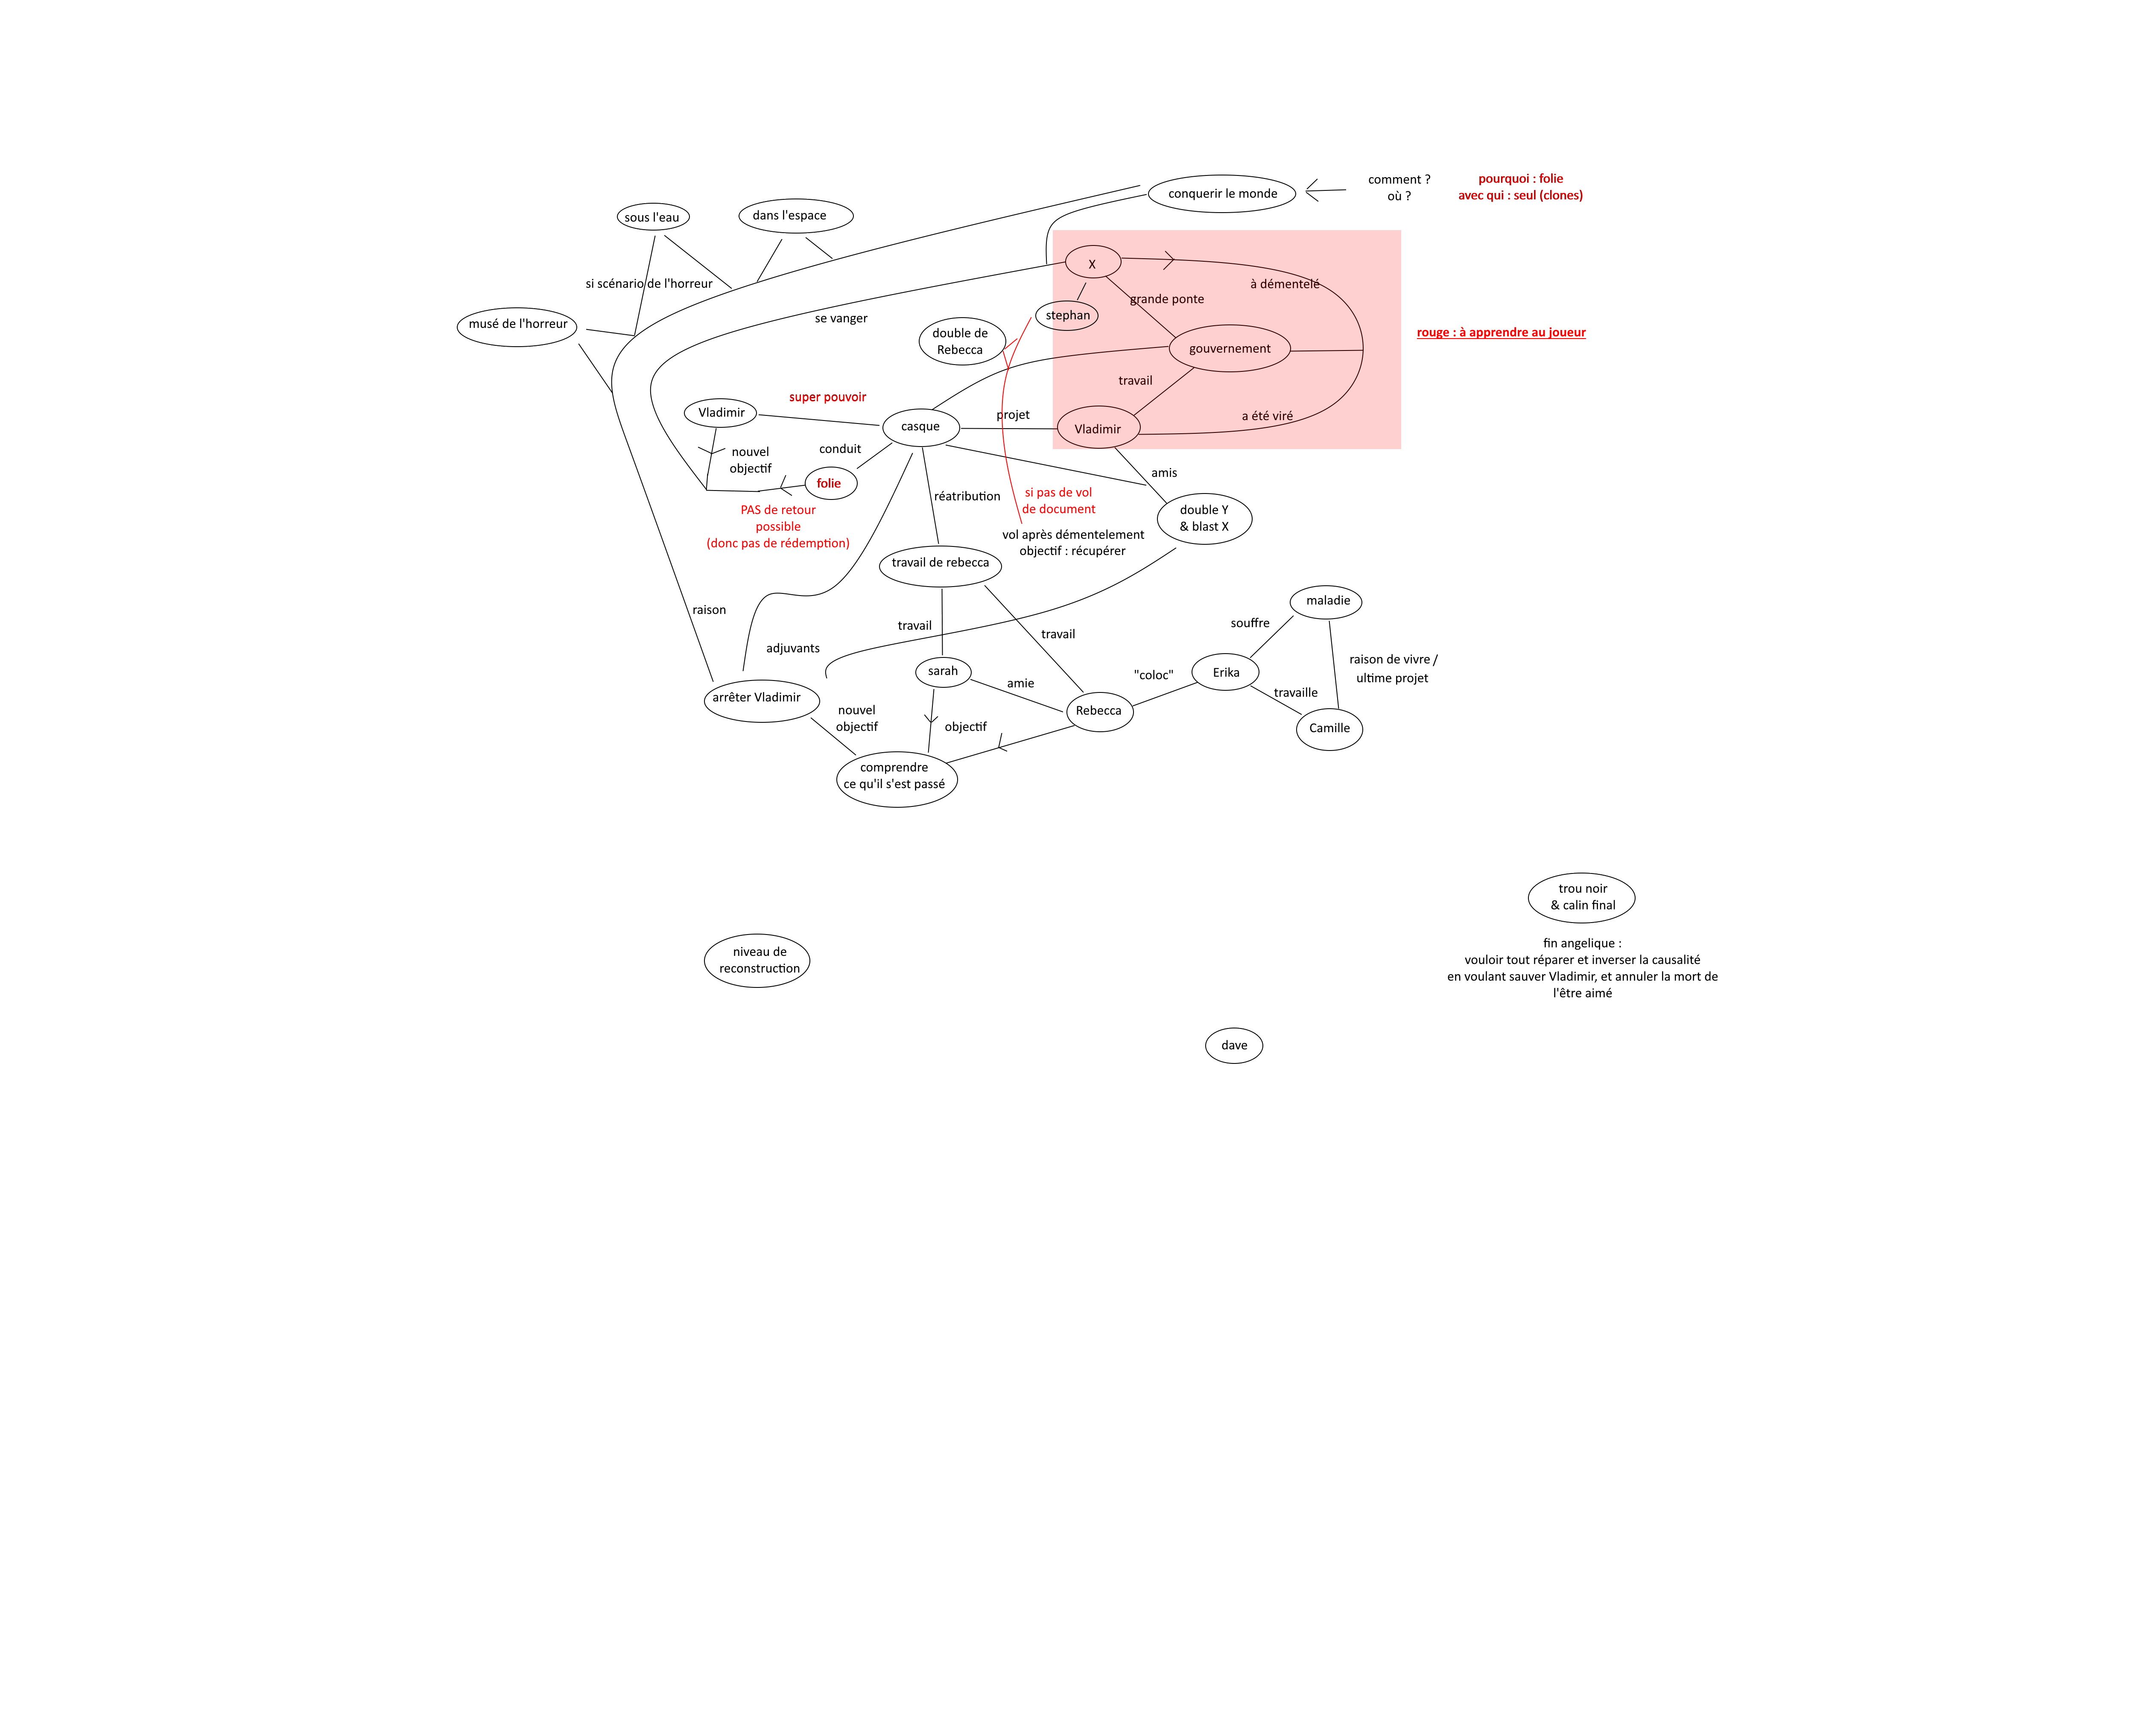 conquerir le monde
comment ?
où ?
pourquoi : folie
avec qui : seul (clones)
sous l'eau
dans l'espace
si scénario de l'horreur
musé de l'horreur
se vanger
X
à démentelé
grande ponte
stephan
double de
Rebecca
gouvernement
rouge : à apprendre au joueur
travail
super pouvoir
Vladimir
casque
projet
Vladimir
a été viré
nouvel
objectif
conduit
folie
amis
réatribution
si pas de vol
de document
PAS de retour
possible
(donc pas de rédemption)
double Y
& blast X
vol après démentelement
objectif : récupérer
travail de rebecca
raison
maladie
souffre
travail
travail
adjuvants
sarah
amie
"coloc"
Erika
raison de vivre /
ultime projet
travaille
arrêter Vladimir
nouvel
objectif
objectif
Rebecca
Camille
comprendre
ce qu'il s'est passé
trou noir
& calin final
niveau de
reconstruction
fin angelique :
vouloir tout réparer et inverser la causalité
en voulant sauver Vladimir, et annuler la mort de
l'être aimé
dave